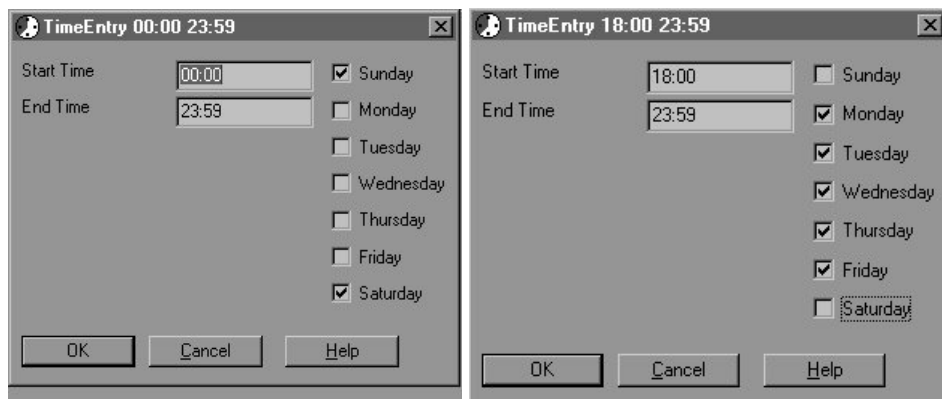 TimeEntry 00:00 23:59
Start Time 00:00
End Time 23:59
Sunday
Monday
Tuesday
Wednesday
Thursday
Friday
Saturday
OK Cancel Help
TimeEntry 18:00 23:59
Start Time 18:00
End Time 23:59
Sunday
Monday
Tuesday
Wednesday
Thursday
Friday
Saturday
OK Cancel Help